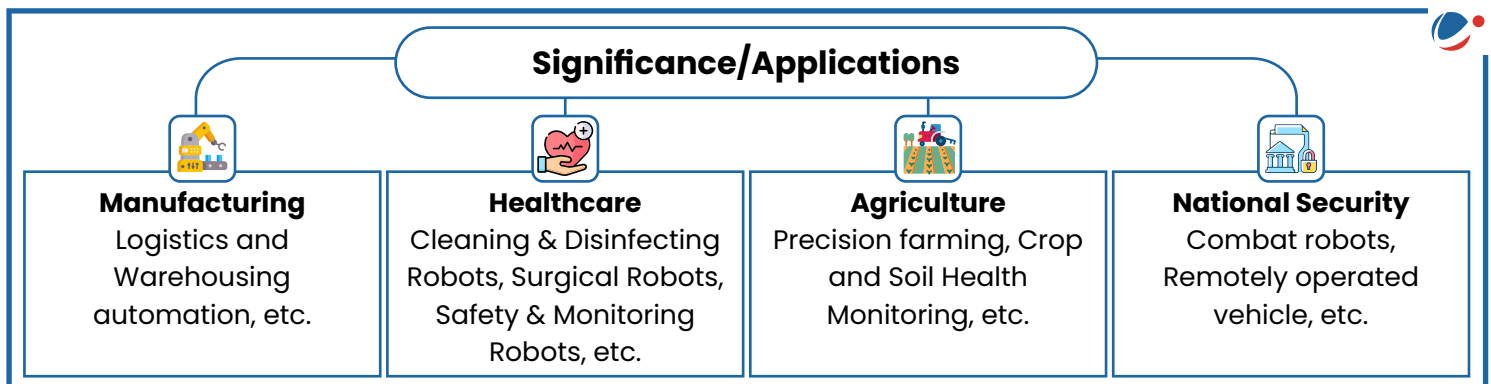 Significance/Applications
Manufacturing
Logistics and
Warehousing
automation, etc.
Healthcare
Cleaning & Disinfecting
Robots, Surgical Robots,
Safety & Monitoring
Robots, etc.
Agriculture
Precision farming, Crop
and Soil Health
Monitoring, etc.
National Security
Combat robots,
Remotely operated
vehicle, etc.